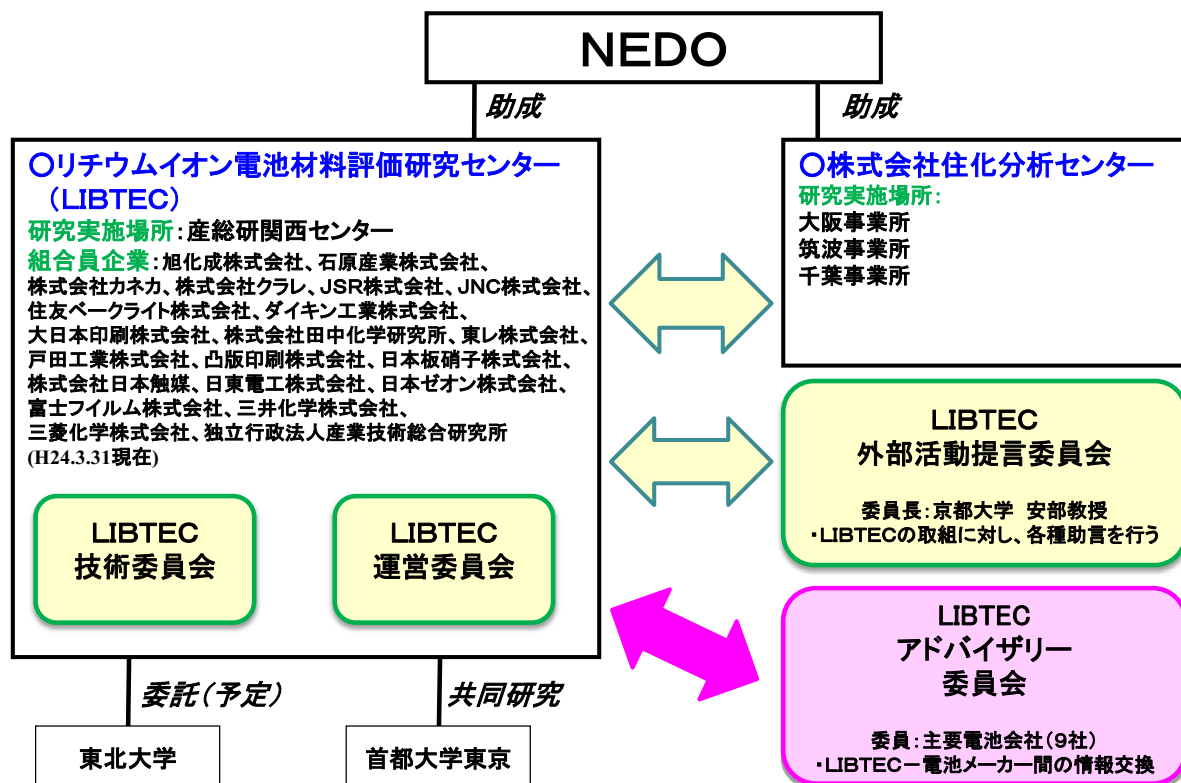 NEDO
助成
助成
〇リチウムイオン電池材料評価研究センター
（LIBTEC）
研究実施場所：産総研関西センター
組合員企業：旭化成株式会社、石原産業株式会社、
株式会社カネカ、株式会社クラレ、JSR株式会社、JNC株式会社、
住友ベークライト株式会社、ダイキン工業株式会社、
大日本印刷株式会社、株式会社田中化学研究所、東レ株式会社、
戸田工業株式会社、凸版印刷株式会社、日本板硝子株式会社、
株式会社日本触媒、日東電工株式会社、日本ゼオン株式会社、
富士フイルム株式会社、三井化学株式会社、
三菱化学株式会社、独立行政法人産業技術総合研究所
(H24.3.31現在)
LIBTEC
技術委員会
LIBTEC
運営委員会
〇株式会社住化分析センター
研究実施場所：
大阪事業所
筑波事業所
千葉事業所
LIBTEC
外部活動提言委員会
委員長：京都大学 安部教授
・LIBTECの取組に対し、各種助言を行う
LIBTEC
アドバイザリー
委員会
委員：主要電池会社（9社）
・LIBTECー電池メーカー間の情報交換
委託（予定）
共同研究
東北大学
首都大学東京